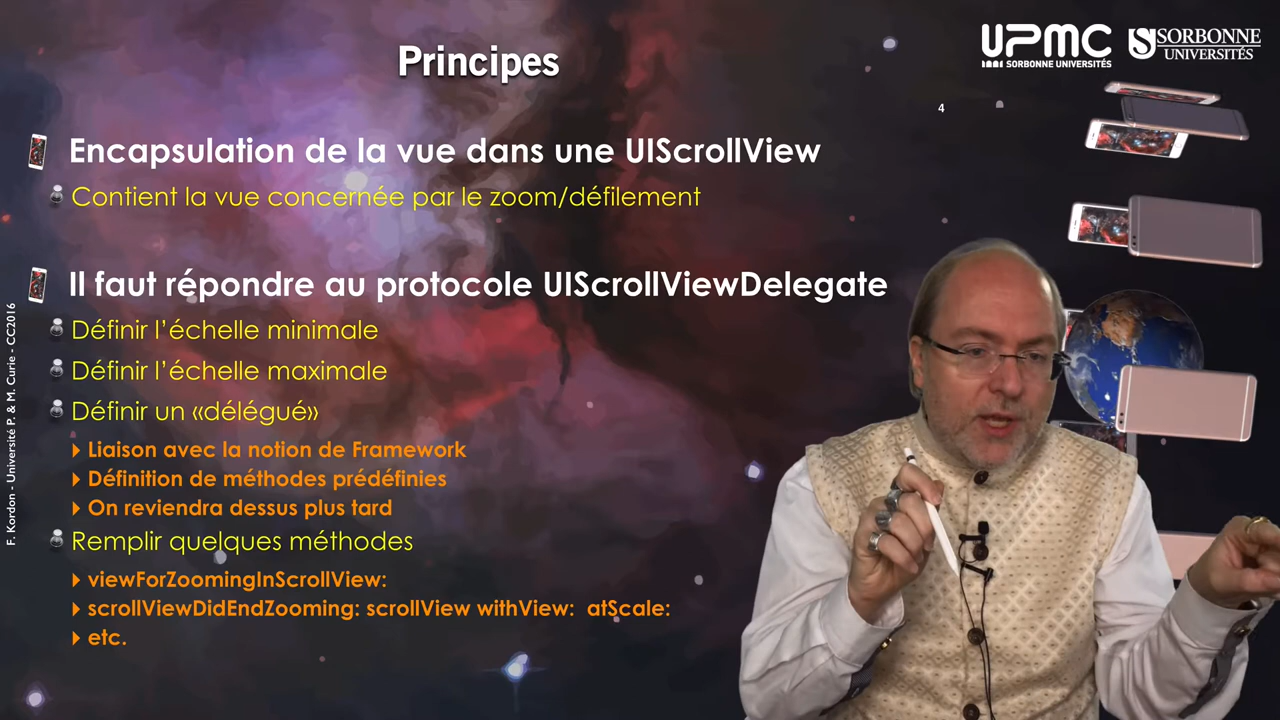 Principes
UPMC
SORBONNE UNIVERSITÉS
SORBONNE
UNIVERSITÉS
4
Encapsulation de la vue dans une UIScrollView
Contient la vue concernée par le zoom/défilement
Il faut répondre au protocole UIScrollViewDelegate
Définir l’échelle minimale
Définir l’échelle maximale
Définir un «délégué»
Liaison avec la notion de Framework
Définition de méthodes prédéfinies
On reviendra dessus plus tard
Remplir quelques méthodes
viewForZoomingInScrollView:
scrollViewDidEndZooming: scrollView withView: atScale:
etc.
F. Kordon - Université P. & M. Curie - CC2016